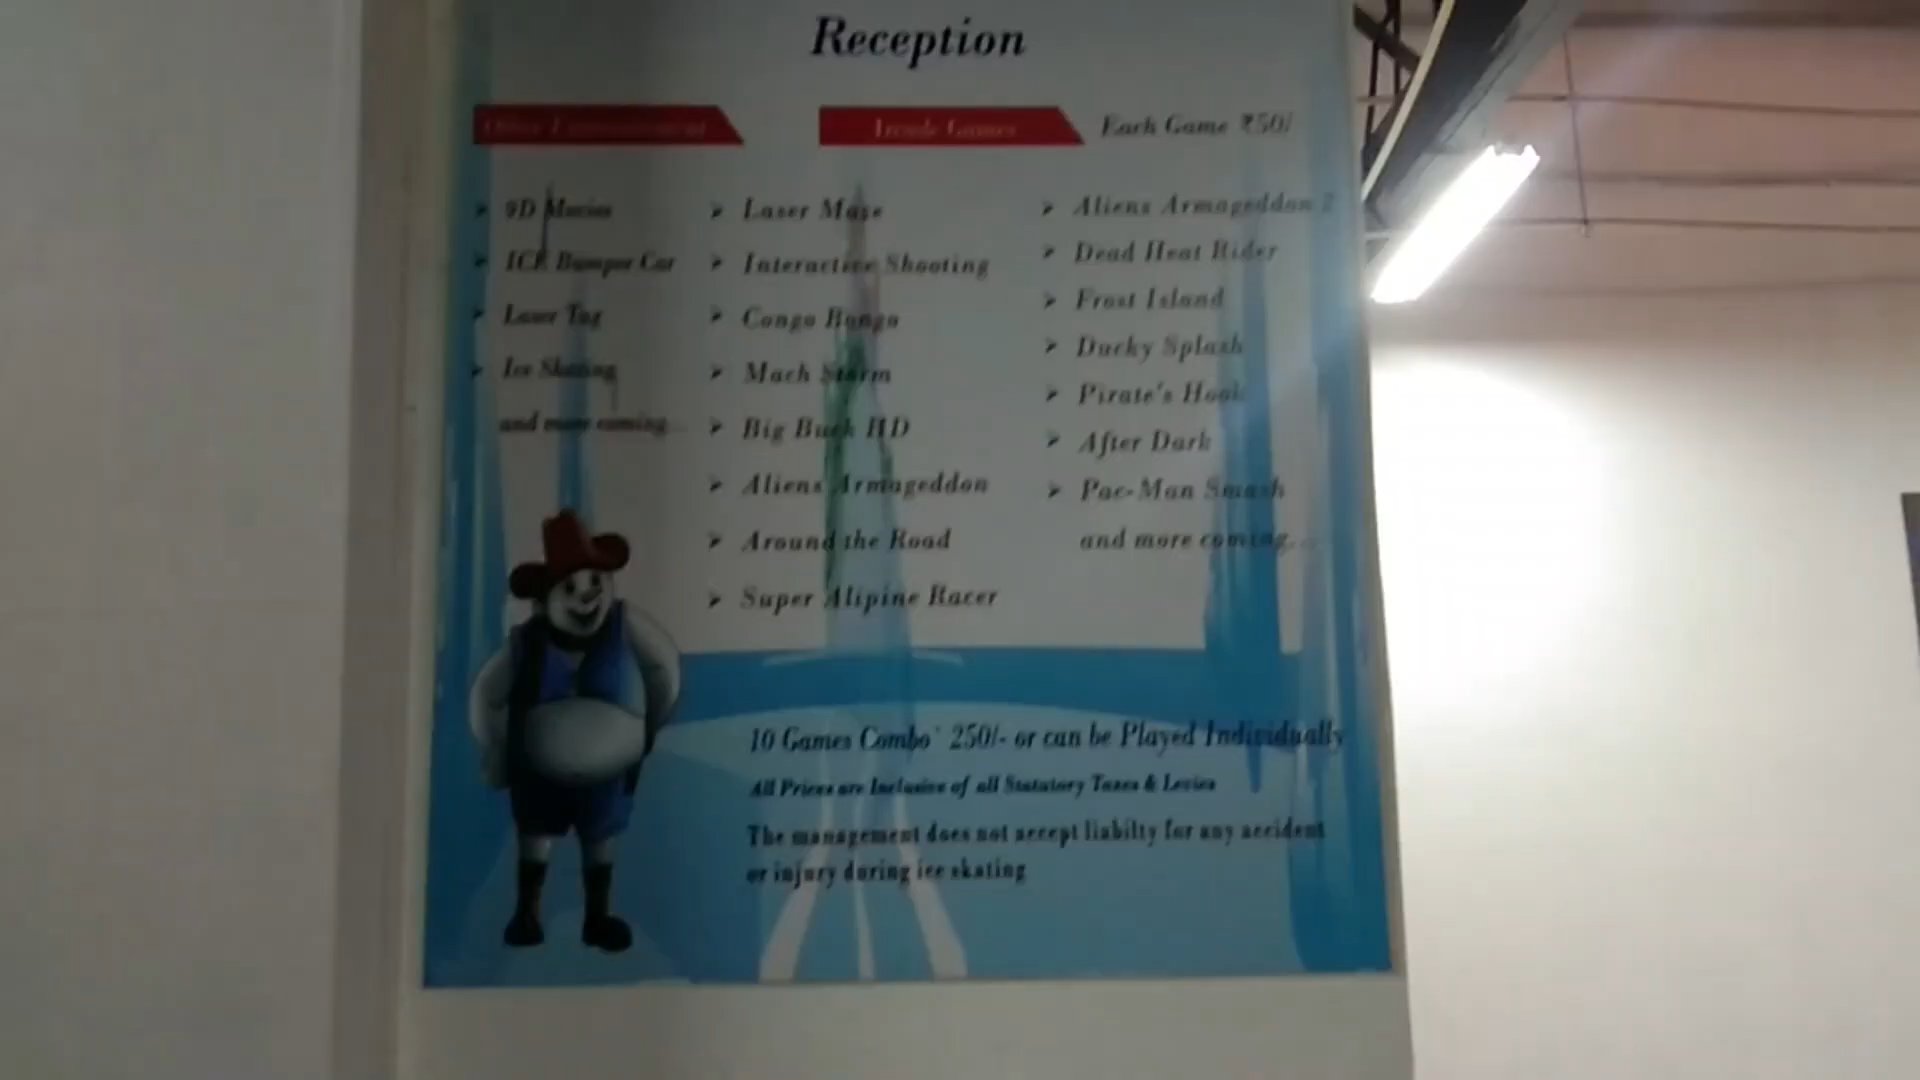 Reception
Other Entertainment
Arcade Games
Each Game ₹50/-
9D Movies
ICE Bumper Car
Laser Tag
Ice Skating
and more coming...
Laser Maze
Interactive Shooting
Congo Bongo
Mach Storm
Big Buck HD
Aliens Armageddon
Around the Road
Super Alipine Racer
Aliens Armageddon 2
Dead Heat Rider
Frost Island
Ducky Splash
Pirate's Hook
After Dark
Pac-Man Smash
and more coming...
10 Games Combo` 250/- or can be Played Individually
All Prices are Inclusive of all Statutory Taxes & Levies
The management does not accept liabilty for any accident
or injury during ice skating